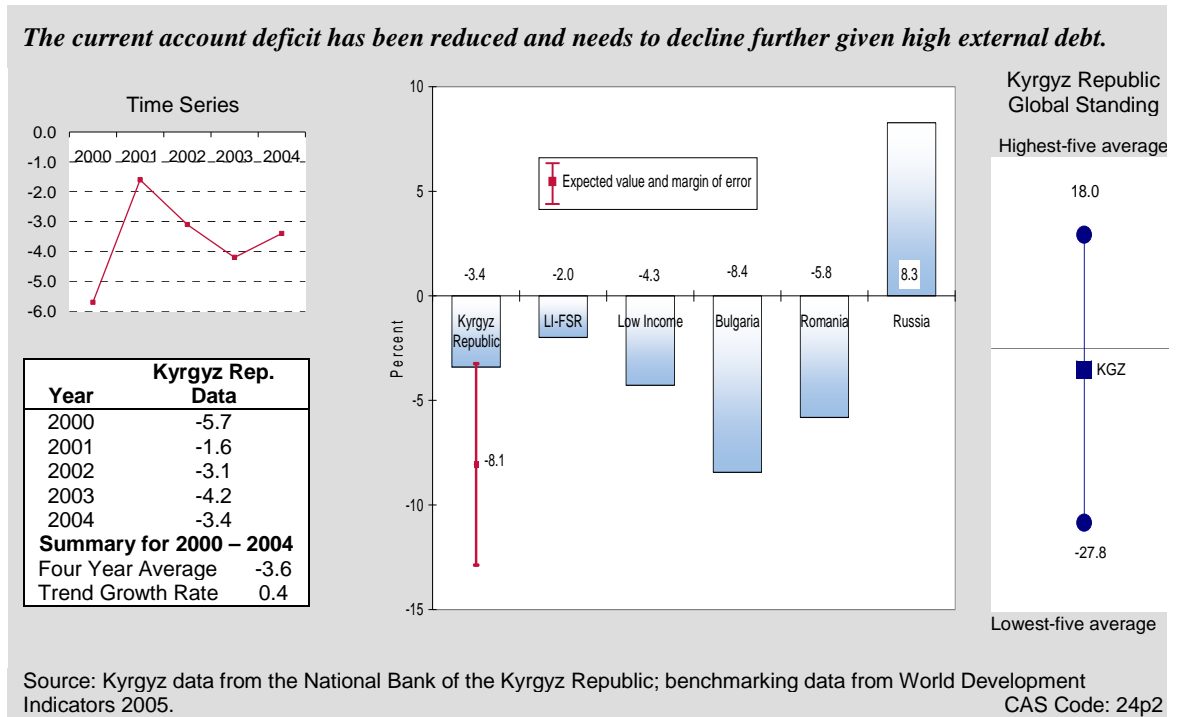 The current account deficit has been reduced and needs to decline further given high external debt.
Time Series
0.0
-1.0
-2.0
-3.0
-4.0
-5.0
-6.0
2000 2001 2002 2003 2004
Kyrgyz Rep.
Year Data
2000 -5.7
2001 -1.6
2002 -3.1
2003 -4.2
2004 -3.4
Summary for 2000 – 2004
Four Year Average -3.6
Trend Growth Rate 0.4
Percent
10
5
0
-5
-10
-15
Expected value and margin of error
-3.4 -2.0 -4.3 -8.4 -5.8 8.3
Kyrgyz LI-FSR Low Income Bulgaria Romania Russia
Republic
-8.1
Kyrgyz Republic
Global Standing
Highest-five average
18.0
KGZ
-27.8
Lowest-five average
Source: Kyrgyz data from the National Bank of the Kyrgyz Republic; benchmarking data from World Development
Indicators 2005. CAS Code: 24p2